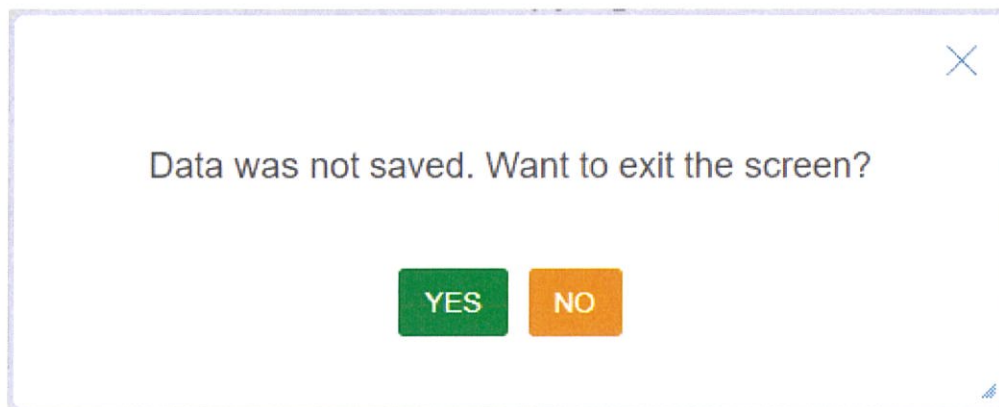 Data was not saved. Want to exit the screen?
YES NO